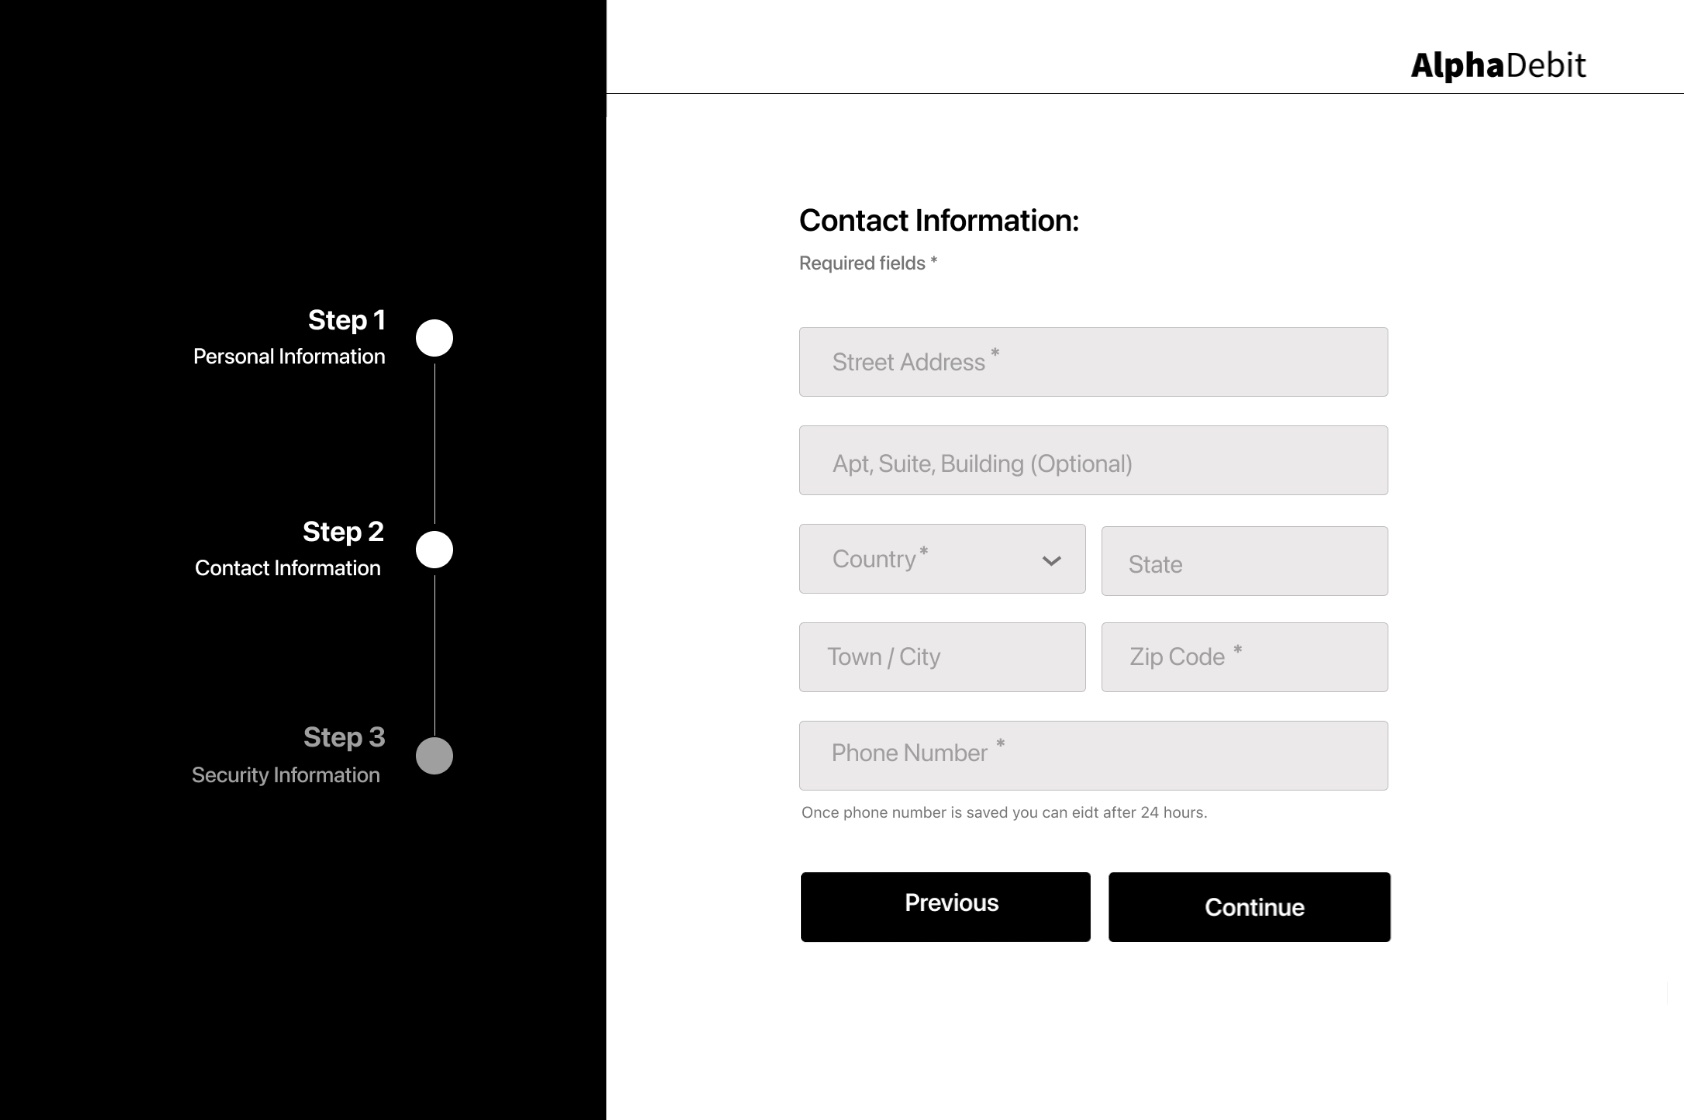 AlphaDebit
Step 1
Personal Information
Step 2
Contact Information
Step 3
Security Information
Contact Information:
Required fields *
Street Address *
Apt, Suite, Building (Optional)
Country *
State
Town / City
Zip Code *
Phone Number *
Once phone number is saved you can eidt after 24 hours.
Previous
Continue